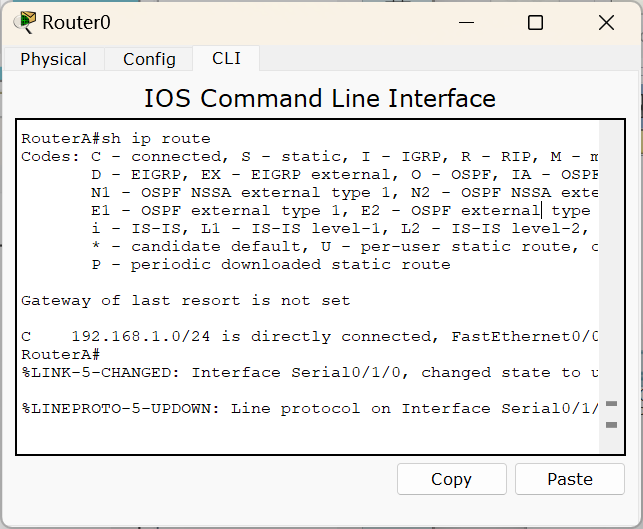 Router0
Physical Config CLI
IOS Command Line Interface
RouterA#sh ip route
Codes: C - connected, S - static, I - IGRP, R - RIP, M -
D - EIGRP, EX - EIGRP external, O - OSPF, IA - OSPF
N1 - OSPF NSSA external type 1, N2 - OSPF NSSA exte
E1 - OSPF external type 1, E2 - OSPF external type
i - IS-IS, L1 - IS-IS level-1, L2 - IS-IS level-2,
* - candidate default, U - per-user static route, o
P - periodic downloaded static route
Gateway of last resort is not set
C 192.168.1.0/24 is directly connected, FastEthernet0/0
RouterA#
%LINK-5-CHANGED: Interface Serial0/1/0, changed state to u
%LINEPROTO-5-UPDOWN: Line protocol on Interface Serial0/1/
Copy Paste